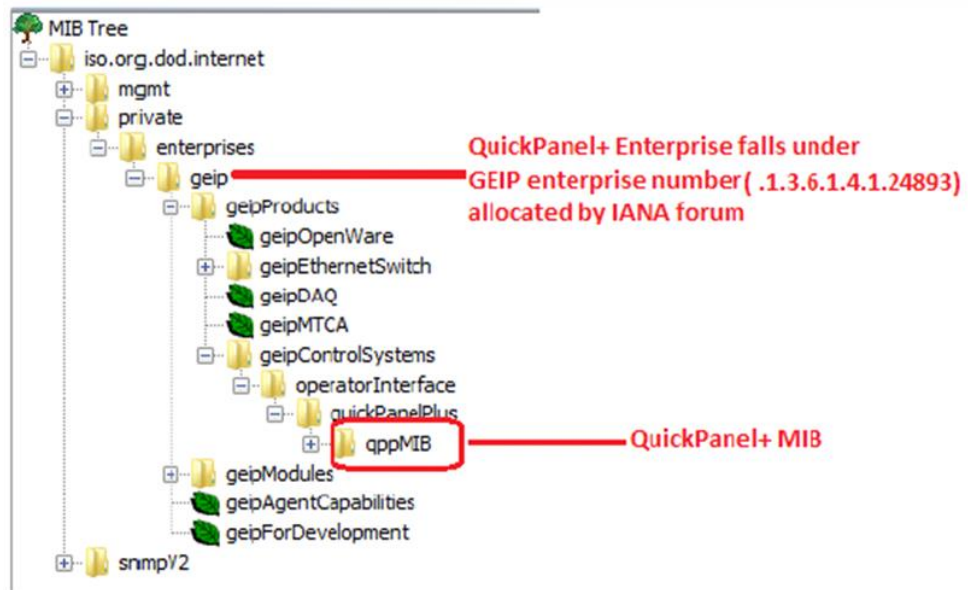 MIB Tree
iso.org.dod.internet
mgmt
private
enterprises
geip
QuickPanel+ Enterprise falls under
GEIP enterprise number( .1.3.6.1.4.1.24893)
allocated by IANA forum
geipProducts
geipOpenWare
geipEthernetSwitch
geipDAQ
geipMTCA
geipControlSystems
operatorInterface
quickPanelPlus
qppMIB
QuickPanel+ MIB
geipModules
geipAgentCapabilities
geipForDevelopment
snmpV2